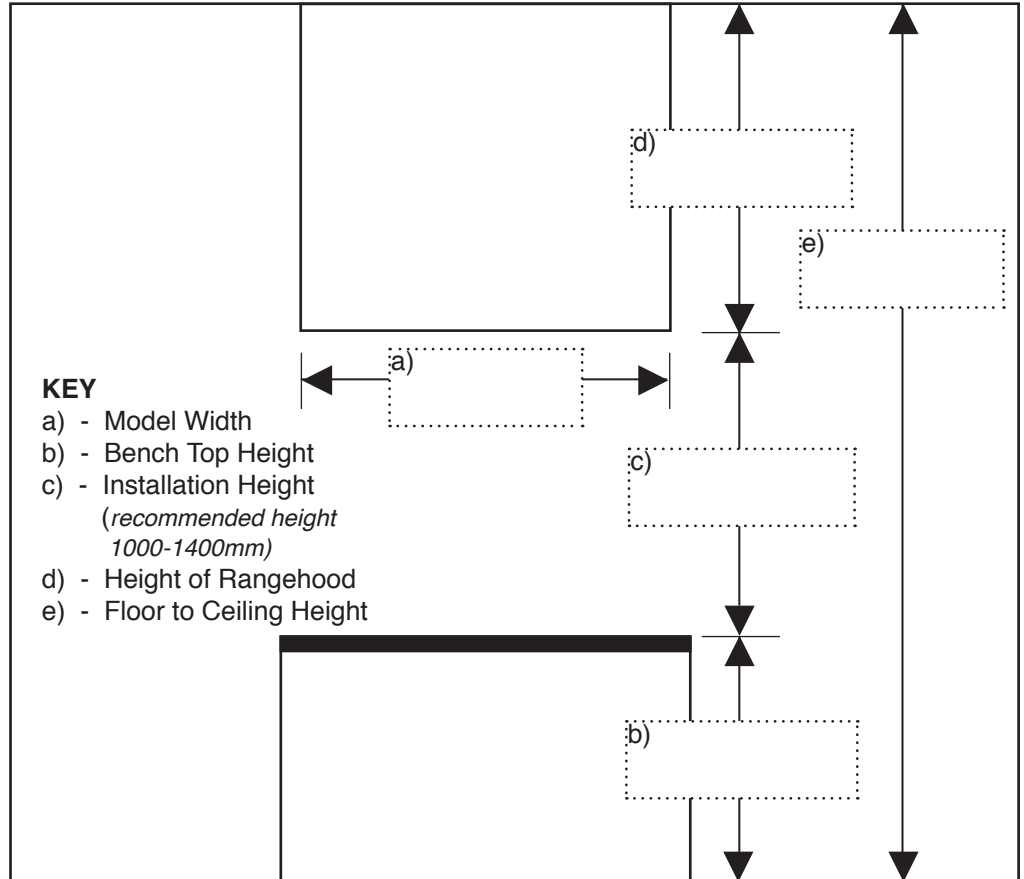 d)
e)
a)
KEY
a) - Model Width
b) - Bench Top Height
c) - Installation Height
(recommended height
1000-1400mm)
d) - Height of Rangehood
e) - Floor to Ceiling Height
c)
b)